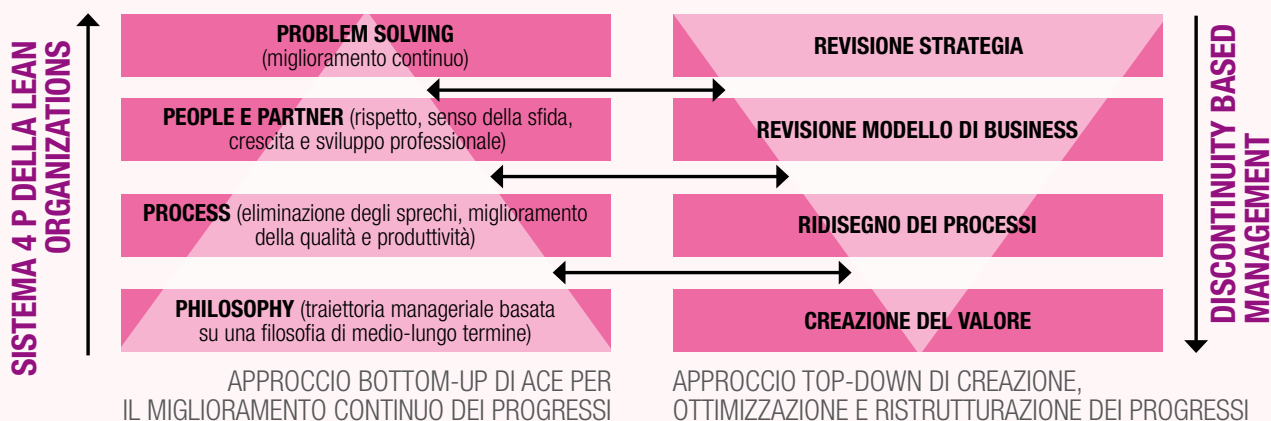 SISTEMA 4 P DELLA LEAN
ORGANIZATIONS
PROBLEM SOLVING
(miglioramento continuo)
PEOPLE E PARTNER (rispetto, senso della sfida,
crescita e sviluppo professionale)
PROCESS (eliminazione degli sprechi, miglioramento
della qualità e produttività)
PHILOSOPHY (traiettoria manageriale basata
su una filosofia di medio-lungo termine)
APPROCCIO BOTTOM-UP DI ACE PER
IL MIGLIORAMENTO CONTINUO DEI PROGRESSI
REVISIONE STRATEGIA
REVISIONE MODELLO DI BUSINESS
RIDISEGNO DEI PROCESSI
CREAZIONE DEL VALORE
APPROCCIO TOP-DOWN DI CREAZIONE,
OTTIMIZZAZIONE E RISTRUTTURAZIONE DEI PROGRESSI
DISCONTINUITY BASED
MANAGEMENT